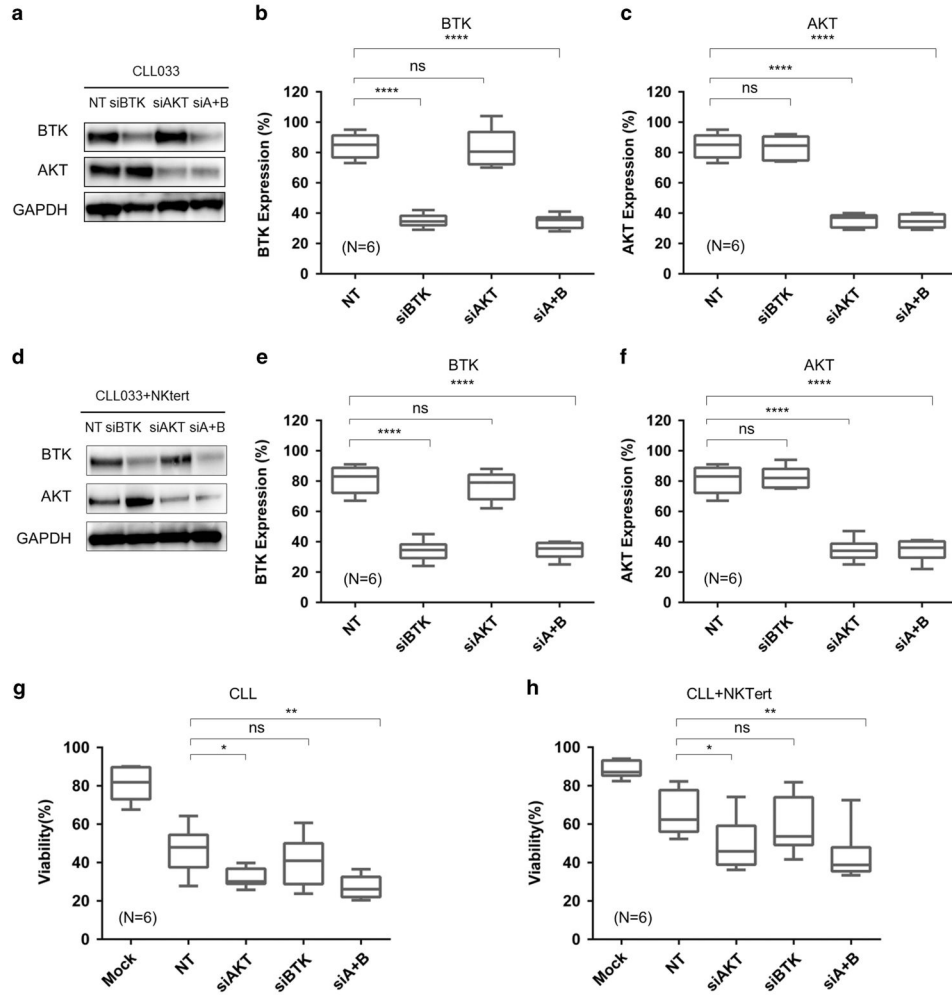 a
CLL033
NT siBTK siAKT siA+B
BTK
AKT
GAPDH
b
BTK
****
ns
****
BTK Expression (%)
120
100
80
60
40
20
0
(N=6)
NT
siBTK
siAKT
siA+B
c
AKT
****
****
ns
AKT Expression (%)
120
100
80
60
40
20
0
(N=6)
NT
siBTK
siAKT
siA+B
d
CLL033+NKtert
NT siBTK siAKT siA+B
BTK
AKT
GAPDH
e
BTK
****
ns
****
BTK Expression (%)
120
100
80
60
40
20
0
(N=6)
NT
siBTK
siAKT
siA+B
f
AKT
****
****
ns
AKT Expression (%)
120
100
80
60
40
20
0
(N=6)
NT
siBTK
siAKT
siA+B
g
CLL
**
ns
*
Viability(%)
100
80
60
40
20
0
(N=6)
Mock
NT
siAKT
siBTK
siA+B
h
CLL+NKTert
**
ns
*
Viability(%)
100
80
60
40
20
0
(N=6)
Mock
NT
siAKT
siBTK
siA+B